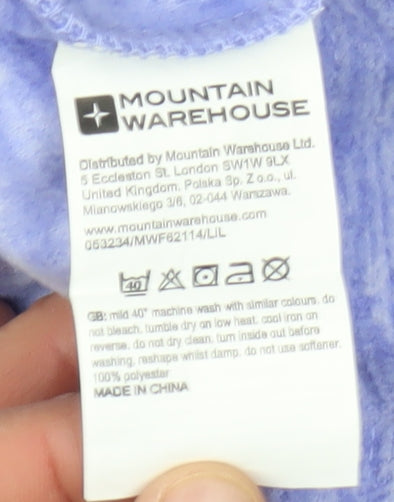 MOUNTAIN
WAREHOUSE
Distributed by Mountain Warehouse Ltd.
5 Eccleston St. London SW1W 9LX
United Kingdom. Polska Sp. Z o.o., ul.
Mianowskiego 3/6, 02-044 Warszawa.
www.mountainwarehouse.com
053234/MWF62114/LIL
40
GB: mild 40° machine wash with similar colours. do
not bleach. tumble dry on low heat. cool iron on
reverse. do not dry clean. turn inside out before
washing, reshape whilst damp. do not use softener.
100% polyester
MADE IN CHINA